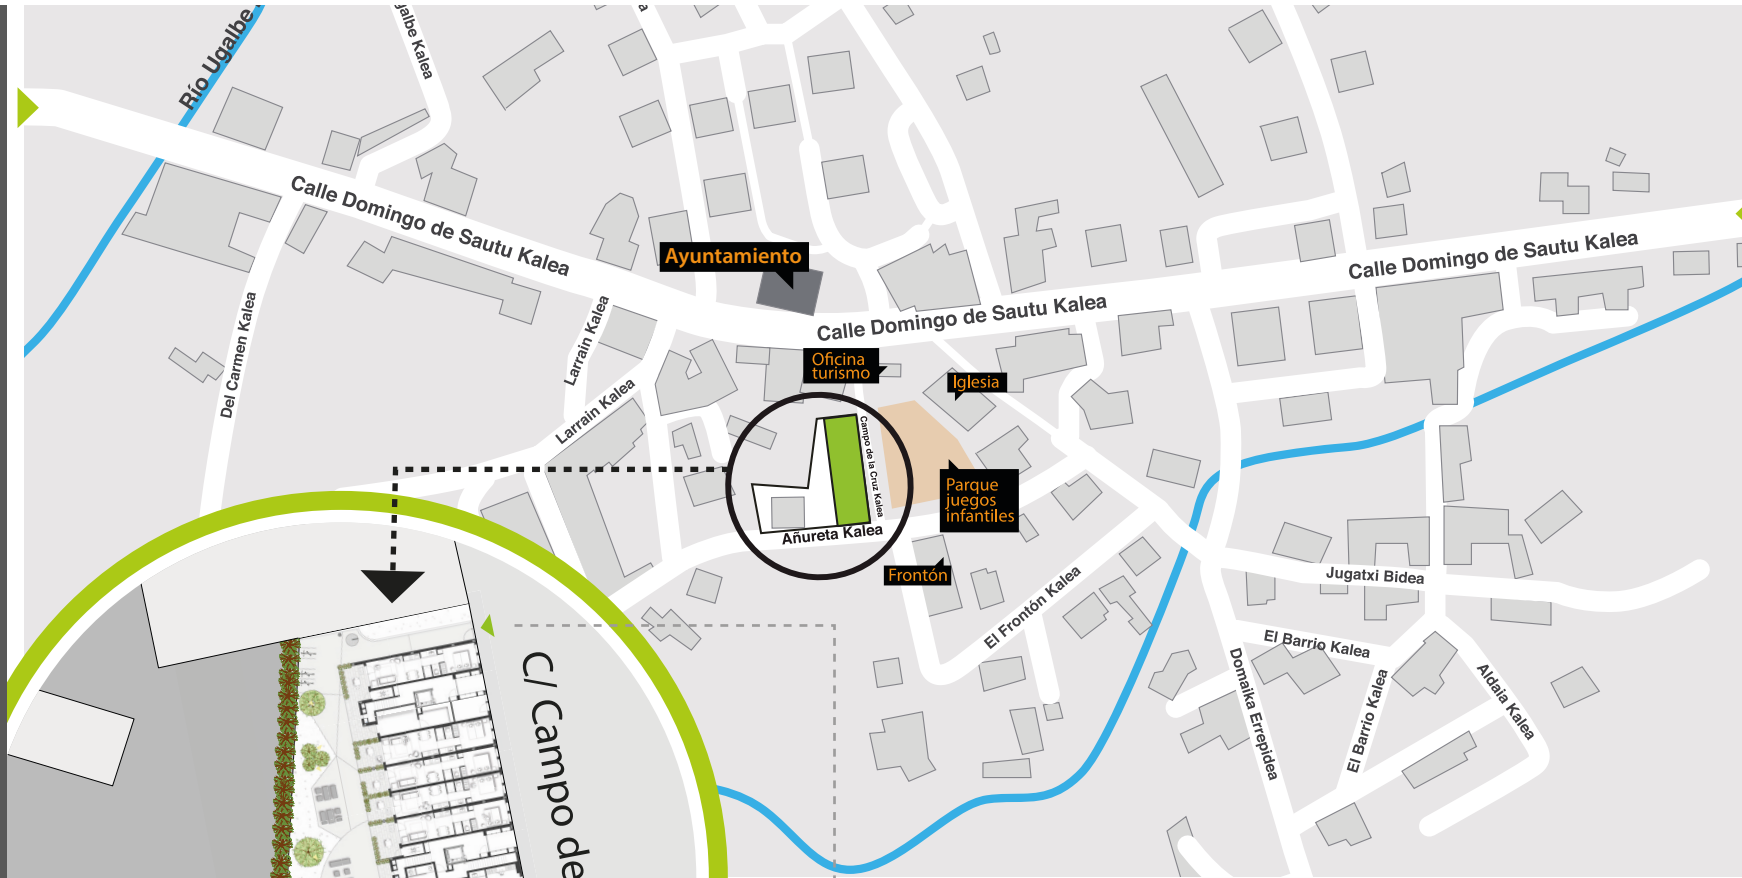 Río Ugalbe
galbe Kalea
Calle Domingo de Sautu Kalea
Ayuntamiento
Calle Domingo de Sautu Kalea
Calle Domingo de Sautu Kalea
Del Carmen Kalea
Larrain Kalea
Larrain Kalea
Oficina
turismo
Iglesia
Campo de la Cruz Kalea
Parque
juegos
infantiles
Añureta Kalea
Frontón
El Frontón Kalea
Jugatxi Bidea
El Barrio Kalea
El Barrio Kalea
Domaika Errepidea
Aldaia Kalea
C/ Campo de